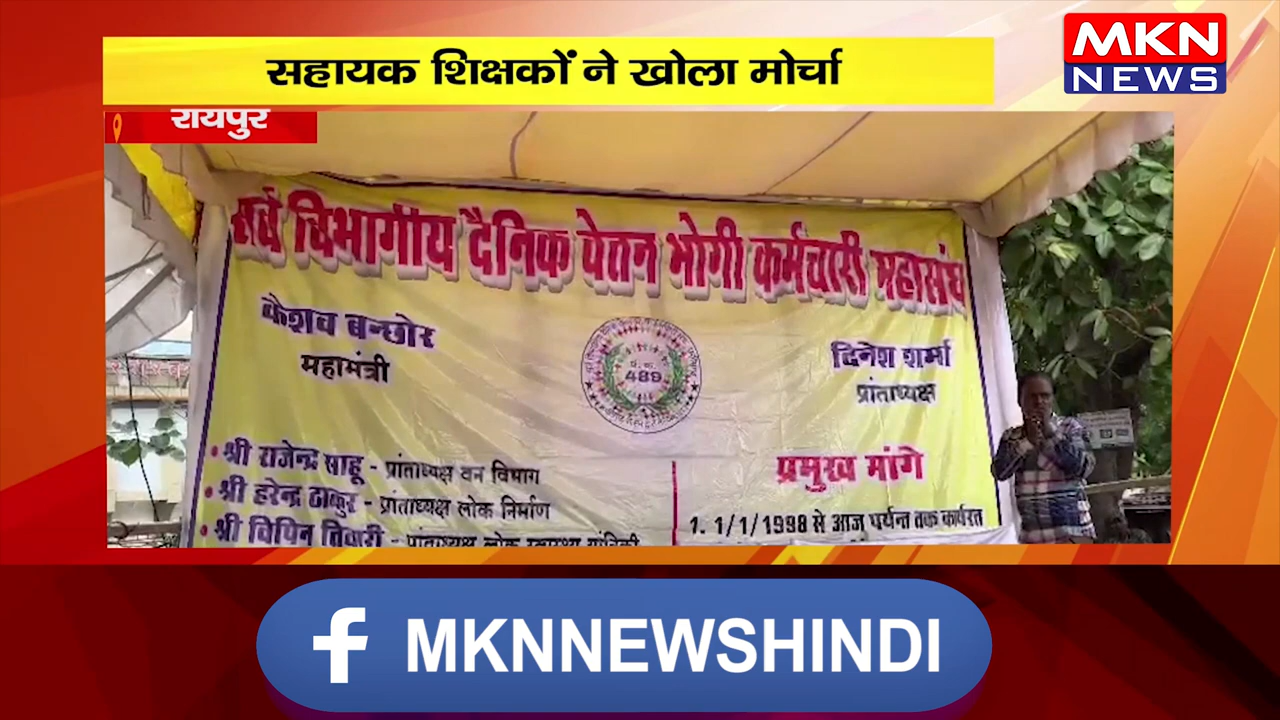 सहायक शिक्षकों ने खोला मोर्चा
MKN
NEWS
रायपुर
सर्व विभागीय दैनिक वेतन भोगी कर्मचारी महासंघ
केशव बन्छोर
महामंत्री
पं. क्र.
489
दिनेश शर्मा
प्रांताध्यक्ष
• श्री राजेन्द्र साहू - प्रांताध्यक्ष वन विभाग
• श्री हरेन्द्र ठाकुर - प्रांताध्यक्ष लोक निर्माण
• श्री विपिन तिवारी - प्रांताध्यक्ष लोक स्वास्थ्य यांत्रिकी
प्रमुख मांगे
1. 1/1/1998 से आज पर्यन्त तक कार्यरत
f MKNNEWSHINDI